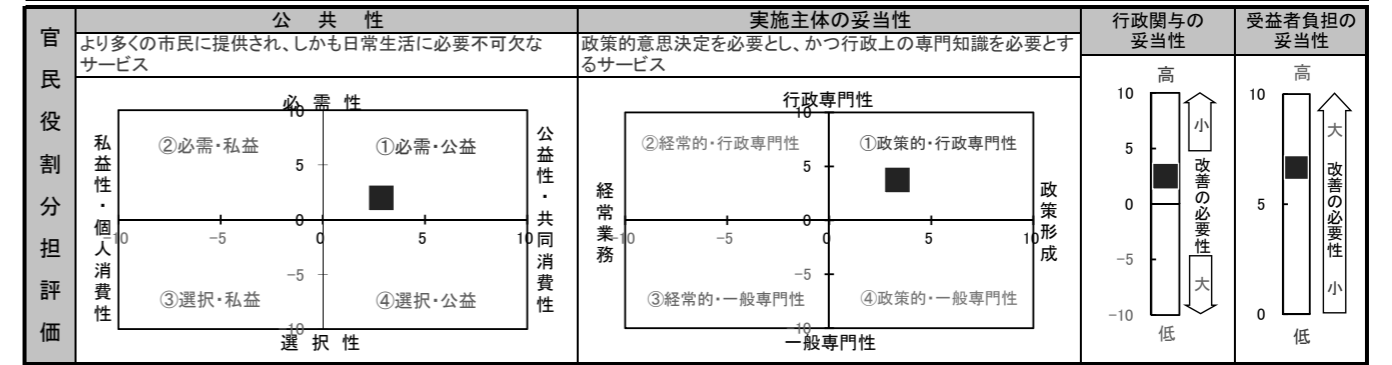 官民役割分担評価
公 共 性
より多くの市民に提供され、しかも日常生活に必要不可欠な
サービス
必 需 性
10
私益性・個人消費性
②必需・私益
①必需・公益
公益性・共同消費性
5
0
-10
-5
0
5
10
-5
③選択・私益
④選択・公益
-10
選 択 性
実施主体の妥当性
政策的意思決定を必要とし、かつ行政上の専門知識を必要とす
るサービス
行政専門性
10
②経常的・行政専門性
①政策的・行政専門性
5
経常業務
政策形成
0
-10
-5
0
5
10
-5
③経常的・一般専門性
④政策的・一般専門性
-10
一般専門性
行政関与の
妥当性
高
10
小
5
改善の必要性
0
-5
大
-10
低
受益者負担の
妥当性
高
10
大
改善の必要性
5
小
0
低